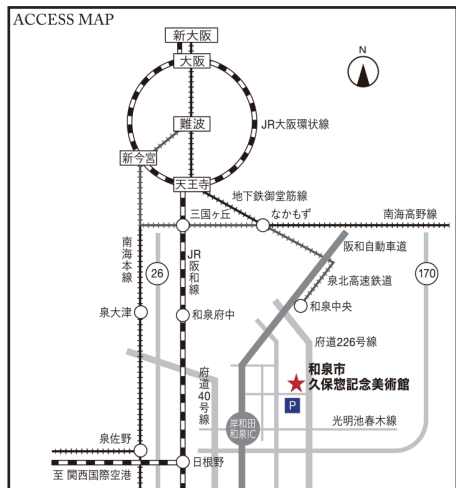 ACCESS MAP
新大阪
大阪
N
難波
JR大阪環状線
新今宮
天王寺
地下鉄御堂筋線
三国ヶ丘
なかもず
南海高野線
南海本線
26
JR阪和線
阪和自動車道
泉北高速鉄道
170
和泉中央
泉大津
和泉府中
府道226号線
和泉市
久保惣記念美術館
P
府道40号線
岸和田
和泉IC
光明池春木線
泉佐野
日根野
至 関西国際空港